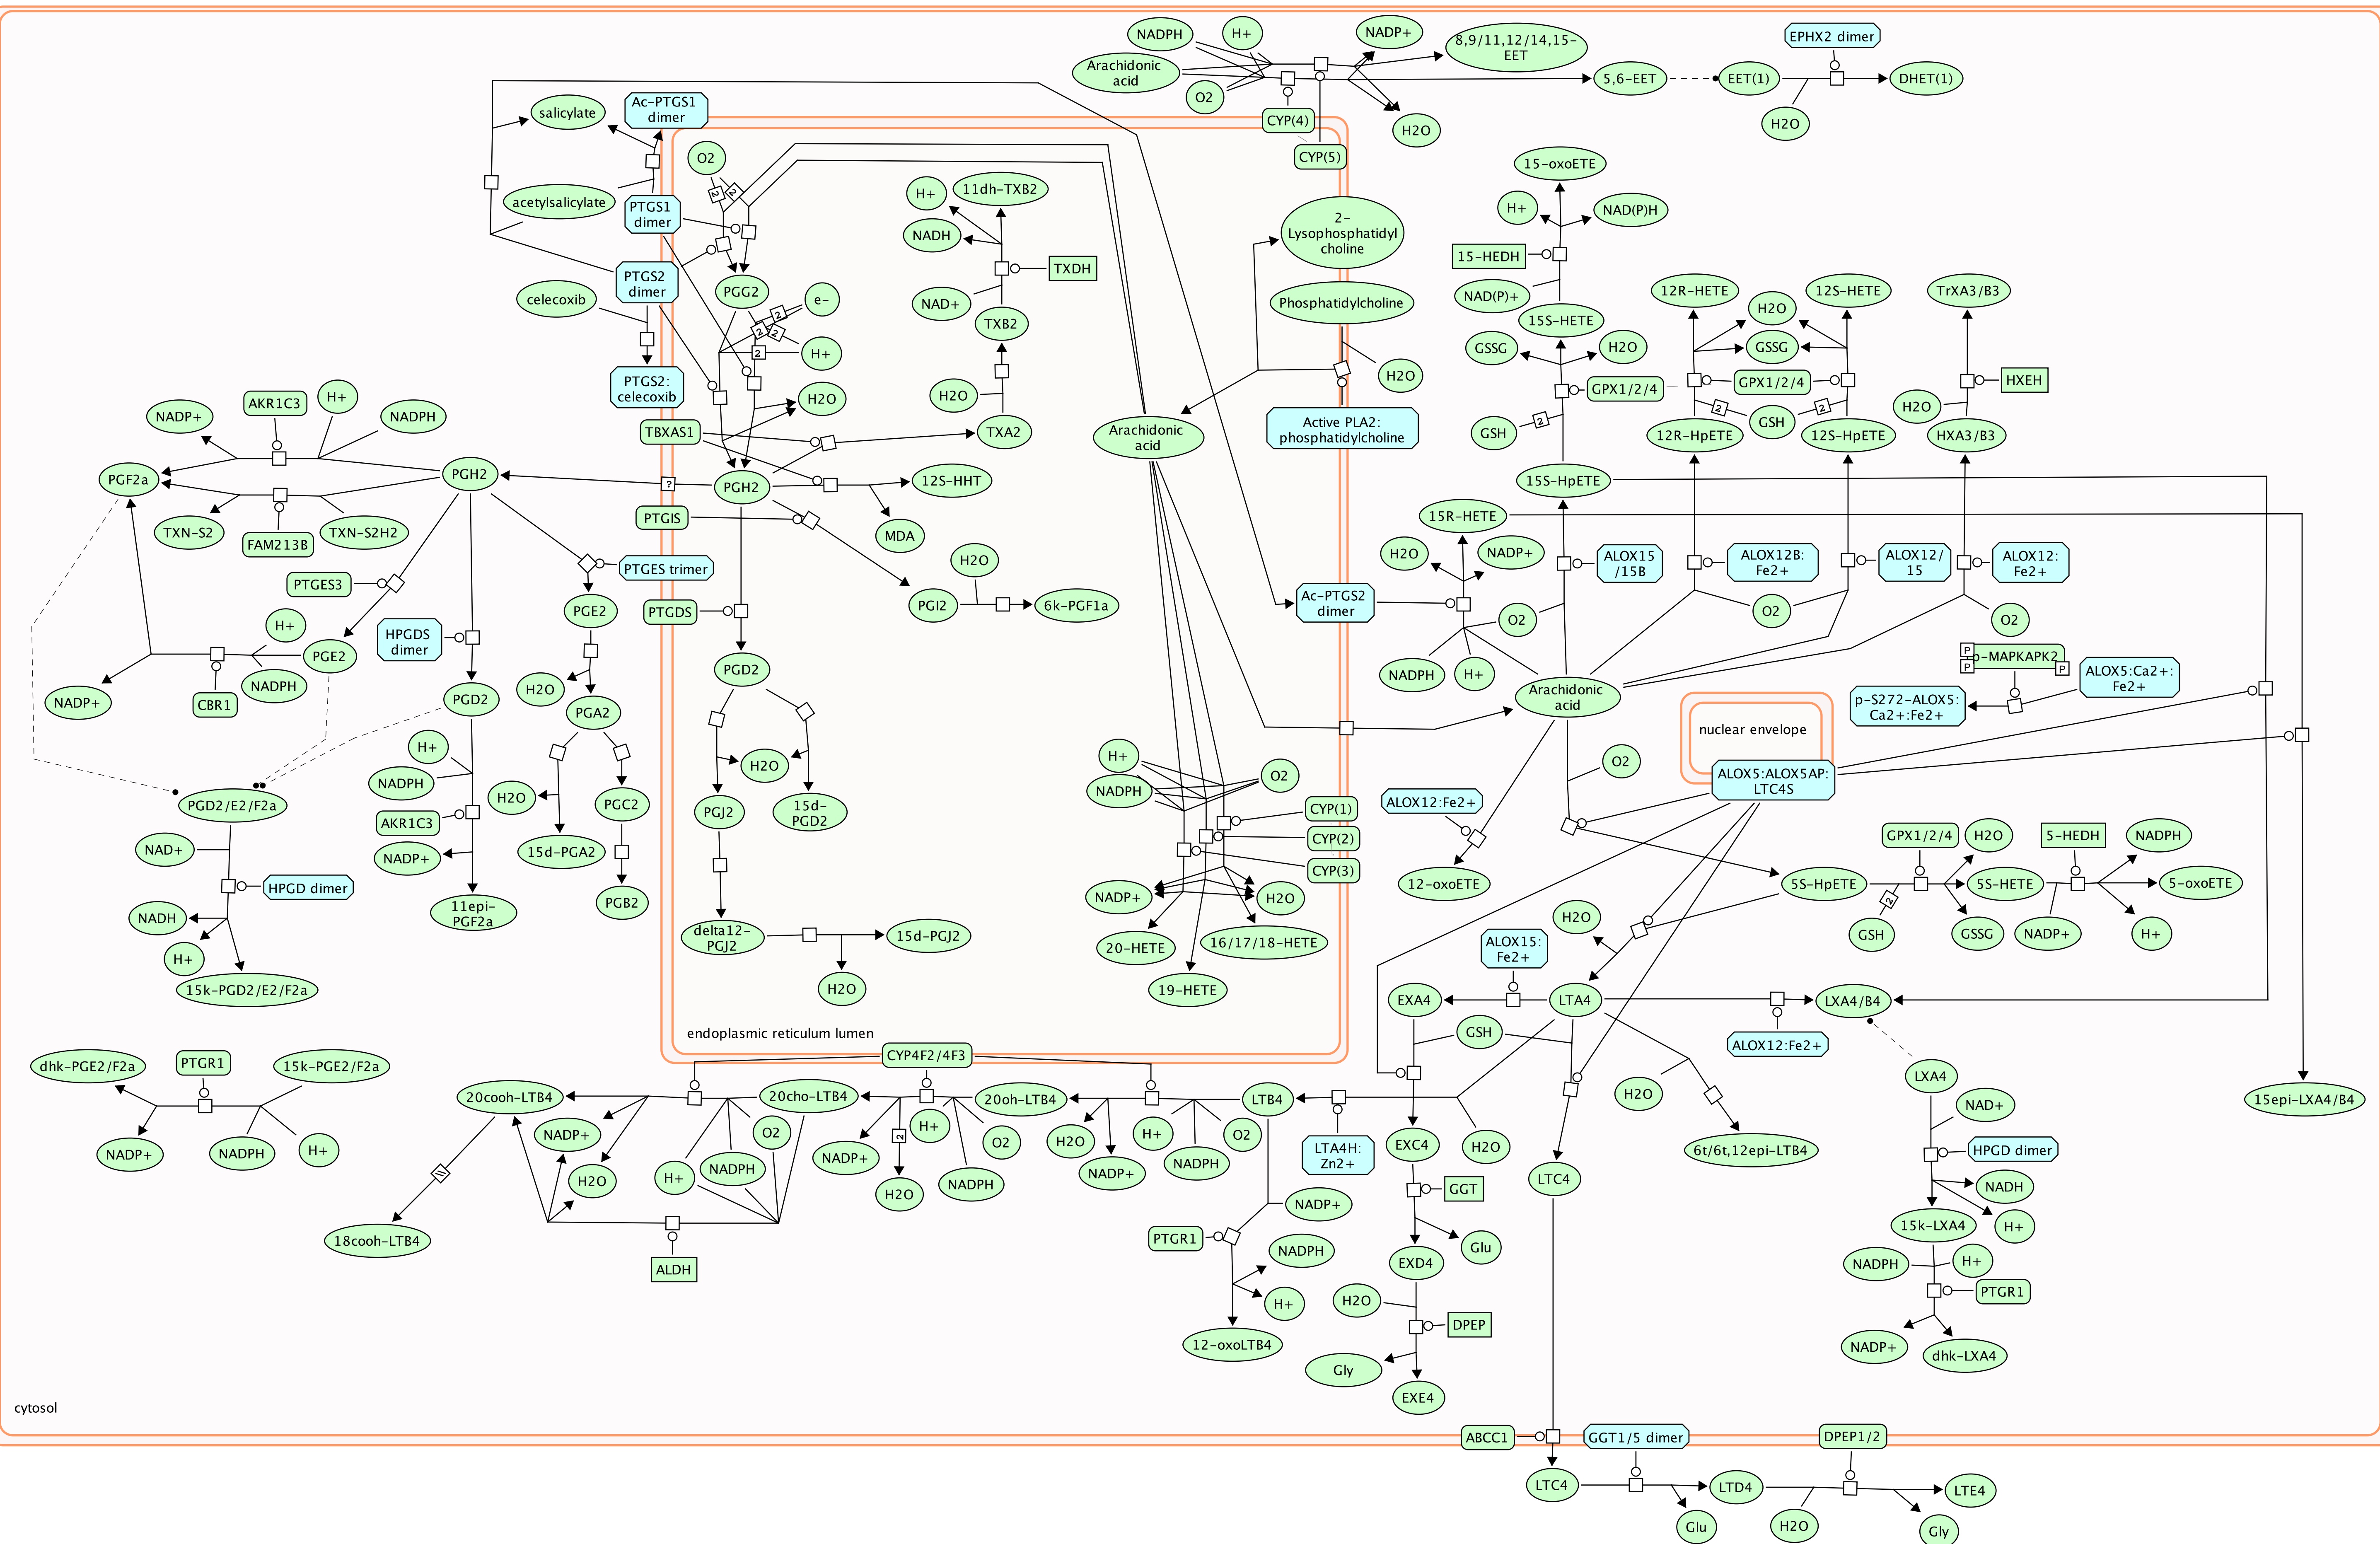 NADPH
H+
NADP+
8,9/11,12/14,15-
EET
EPHX2 dimer
Arachidonic
acid
O2
H2O
5,6-EET
EET(1)
DHET(1)
H2O
CYP(4)
CYP(5)
salicylate
Ac-PTGS1
dimer
acetylsalicylate
PTGS1
dimer
PTGS2
dimer
celecoxib
PTGS2:
celecoxib
O2
2
2
PGG2
e-
2
2
2
2
H+
H2O
H+
11dh-TXB2
NADH
TXDH
NAD+
TXB2
H2O
TXA2
TBXAS1
2-
Lysophosphatidyl
choline
Phosphatidylcholine
H2O
Active PLA2:
phosphatidylcholine
Arachidonic
acid
15-oxoETE
H+
NAD(P)H
15-HEDH
NAD(P)+
15S-HETE
GSSG
H2O
GPX1/2/4
GSH
2
15S-HpETE
12R-HETE
H2O
GSSG
12S-HETE
GPX1/2/4
2
GSH
2
12R-HpETE
12S-HpETE
TrXA3/B3
HXEH
H2O
HXA3/B3
AKR1C3
H+
NADP+
NADPH
PGF2a
PGH2
TXN-S2
FAM213B
TXN-S2H2
?
PGH2
12S-HHT
MDA
PTGIS
PTGES trimer
PTGES3
PTGDS
H2O
PGI2
6k-PGF1a
Ac-PTGS2
dimer
15R-HETE
H2O
NADP+
O2
NADPH
H+
ALOX15
/15B
ALOX12B:
Fe2+
ALOX12/
15
ALOX12:
Fe2+
O2
O2
Arachidonic
acid
P
P
p-MAPKAPK2
P
ALOX5:Ca2+:
Fe2+
p-S272-ALOX5:
Ca2+:Fe2+
nuclear envelope
ALOX5:ALOX5AP:
LTC4S
H+
HPGDS
dimer
PGE2
PGE2
NADPH
CBR1
NADP+
PGD2
H2O
PGA2
H+
NADPH
AKR1C3
NADP+
11epi-
PGF2a
H2O
PGC2
15d-PGA2
PGB2
PGD2/E2/F2a
NAD+
HPGD dimer
NADH
H+
15k-PGD2/E2/F2a
PGD2
H2O
PGJ2
15d-
PGD2
delta12-
PGJ2
15d-PGJ2
H2O
endoplasmic reticulum lumen
H+
NADPH
O2
CYP(1)
CYP(2)
CYP(3)
NADP+
H2O
20-HETE
16/17/18-HETE
19-HETE
ALOX12:Fe2+
12-oxoETE
O2
5S-HpETE
GPX1/2/4
H2O
2
GSH
5S-HETE
GSSG
5-HEDH
NADPH
5-oxoETE
NADP+
H+
H2O
ALOX15:
Fe2+
EXA4
LTA4
LXA4/B4
ALOX12:Fe2+
GSH
LXA4
15epi-LXA4/B4
H2O
6t/6t,12epi-LTB4
NAD+
HPGD dimer
NADH
H+
15k-LXA4
NADPH
H+
PTGR1
NADP+
dhk-LXA4
dhk-PGE2/F2a
PTGR1
15k-PGE2/F2a
NADP+
NADPH
H+
CYP4F2/4F3
20cooh-LTB4
20cho-LTB4
20oh-LTB4
LTB4
NADP+
H2O
O2
H+
NADPH
NADP+
2
H+
O2
H2O
NADPH
H2O
NADP+
H+
O2
NADPH
18cooh-LTB4
ALDH
LTA4H:
Zn2+
H2O
EXC4
GGT
LTC4
PTGR1
NADP+
NADPH
H+
12-oxoLTB4
Glu
EXD4
H2O
DPEP
Gly
EXE4
cytosol
ABCC1
GGT1/5 dimer
DPEP1/2
LTC4
LTD4
LTE4
Glu
H2O
Gly